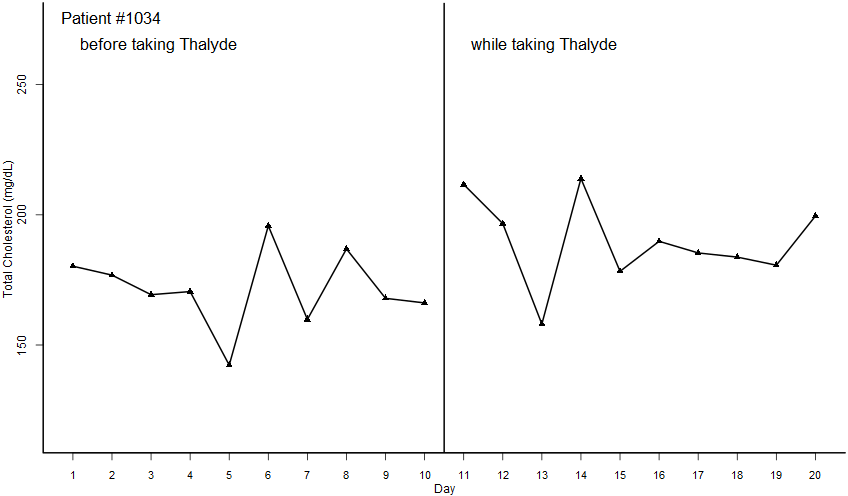 Patient #1034
before taking Thalyde
while taking Thalyde
250
200
150
Total Cholesterol (mg/dL)
1 2 3 4 5 6 7 8 9 10 11 12 13 14 15 16 17 18 19 20
Day